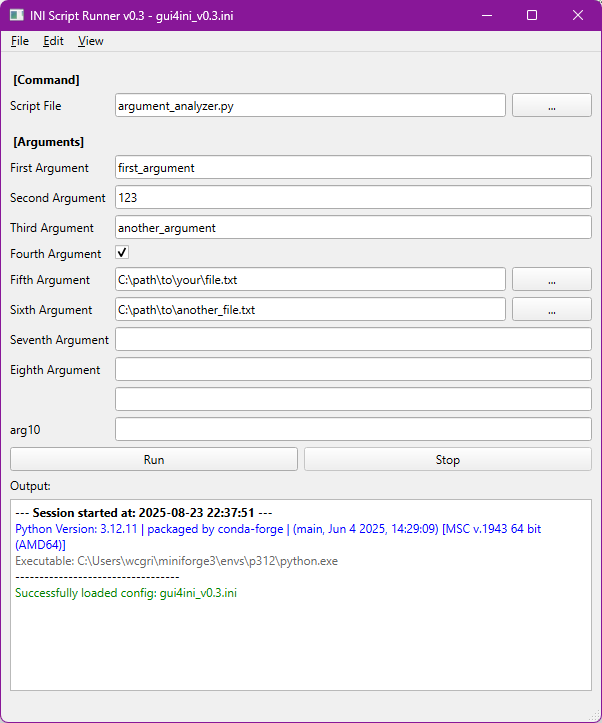 INI Script Runner v0.3 - gui4ini_v0.3.ini
File Edit View
[Command]
Script File argument_analyzer.py ...
[Arguments]
First Argument first_argument
Second Argument 123
Third Argument another_argument
Fourth Argument
Fifth Argument C:\path\to\your\file.txt ...
Sixth Argument C:\path\to\another_file.txt ...
Seventh Argument
Eighth Argument
arg10
Run Stop
Output:
--- Session started at: 2025-08-23 22:37:51 ---
Python Version: 3.12.11 | packaged by conda-forge | (main, Jun 4 2025, 14:29:09) [MSC v.1943 64 bit
(AMD64)]
Executable: C:\Users\wcgri\miniforge3\envs\p312\python.exe
---------------------------------
Successfully loaded config: gui4ini_v0.3.ini